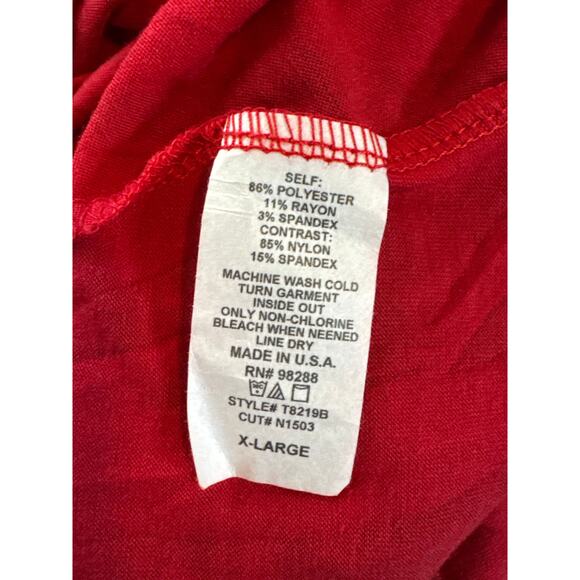 SELF:
86% POLYESTER
11% RAYON
3% SPANDEX
CONTRAST:
85% NYLON
15% SPANDEX
MACHINE WASH COLD
TURN GARMENT
INSIDE OUT
ONLY NON-CHLORINE
BLEACH WHEN NEENED
LINE DRY
MADE IN U.S.A.
RN# 98288
STYLE# T8219B
CUT# N1503
X-LARGE